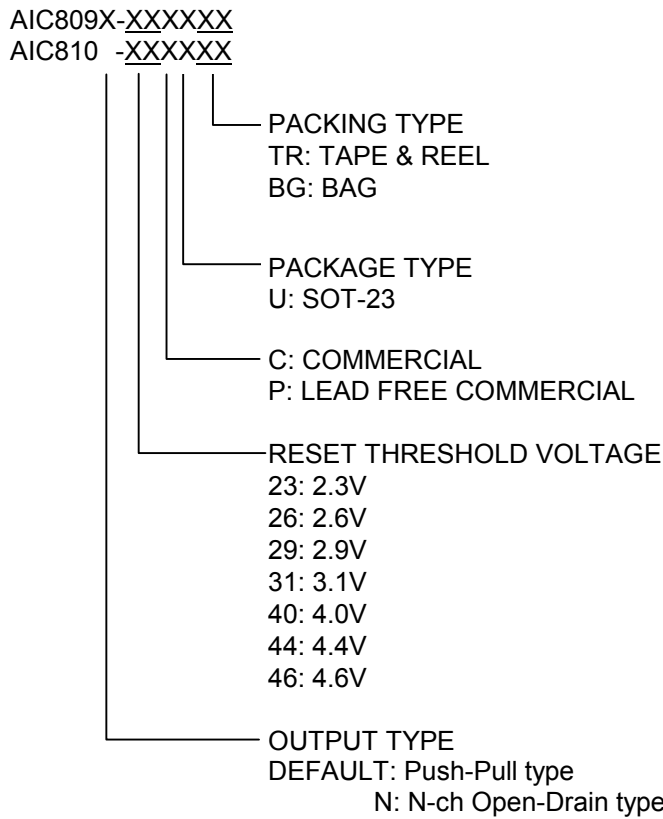 AIC809X-XXXXXX
AIC810 -XXXXXX
PACKING TYPE
TR: TAPE & REEL
BG: BAG
PACKAGE TYPE
U: SOT-23
C: COMMERCIAL
P: LEAD FREE COMMERCIAL
RESET THRESHOLD VOLTAGE
23: 2.3V
26: 2.6V
29: 2.9V
31: 3.1V
40: 4.0V
44: 4.4V
46: 4.6V
OUTPUT TYPE
DEFAULT: Push-Pull type
N: N-ch Open-Drain type